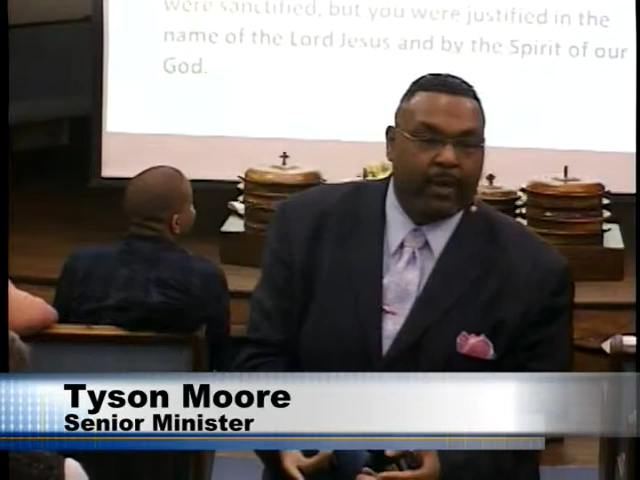 were sanctified, but you were justified in the
name of the Lord Jesus and by the Spirit of our
God.
Tyson Moore
Senior Minister